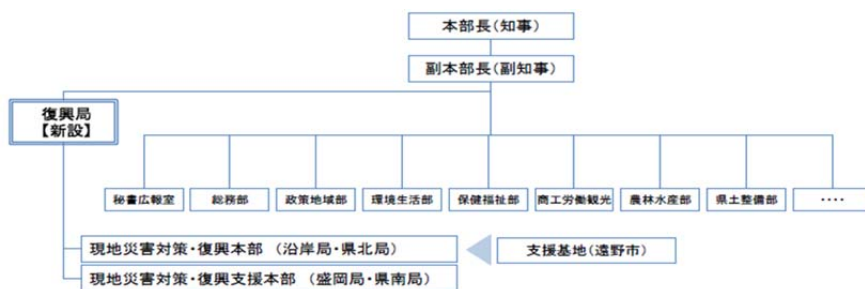 本部長(知事)
副本部長(副知事)
復興局
【新設】
秘書広報室
総務部
政策地域部
環境生活部
保健福祉部
商工労働観光
農林水産部
県土整備部
‥‥
現地災害対策・復興本部 (沿岸局・県北局)
支援基地(遠野市)
現地災害対策・復興支援本部 (盛岡局・県南局)